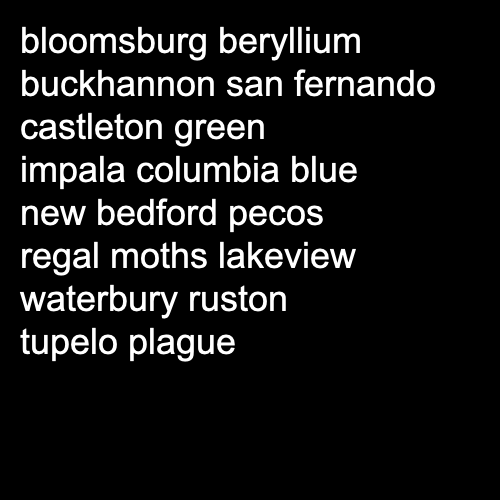 bloomsburg beryllium
buckhannon san fernando
castleton green
impala columbia blue
new bedford pecos
regal moths lakeview
waterbury ruston
tupelo plague